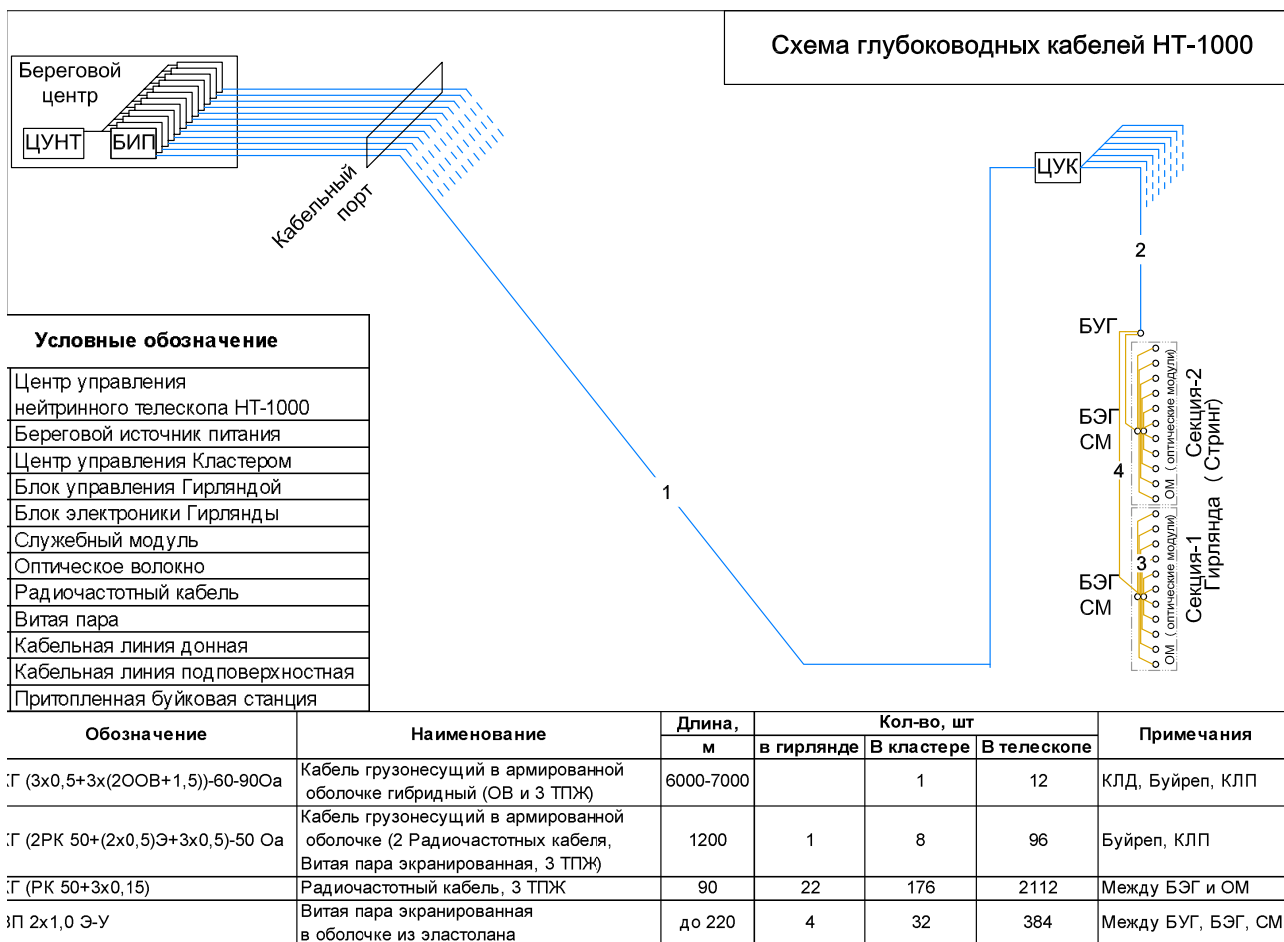 Схема глубоководных кабелей НТ-1000
Береговой
центр
ЦУНТ
БИП
Кабельный
порт
ЦУК
2
БУГ
БЭГ
СМ
4
ОМ ( оптические модули)
Секция-2
Гирлянда ( Стринг)
1
3
БЭГ
СМ
ОМ ( оптические модули)
Секция-1
Условные обозначение
Центр управления
нейтринного телескопа НТ-1000
Береговой источник питания
Центр управления Кластером
Блок управления Гирляндой
Блок электроники Гирлянды
Служебный модуль
Оптическое волокно
Радиочастотный кабель
Витая пара
Кабельная линия донная
Кабельная линия подповерхностная
Притопленная буйковая станция
Обозначение Наименование Длина, м Кол-во, шт Примечания
в гирлянде В кластере В телескопе
КГ (3х0,5+3х(2ООВ+1,5))-60-90Оа Кабель грузонесущий в армированной 6000-7000 1 12 КЛД, Буйреп, КЛП
оболочке гибридный (ОВ и 3 ТПЖ)
Кабель грузонесущий в армированной
КГ (2РК 50+(2х0,5)Э+3х0,5)-50 Оа оболочке (2 Радиочастотных кабеля, 1200 1 8 96 Буйреп, КЛП
Витая пара экранированная, 3 ТПЖ)
КГ (РК 50+3х0,15) Радиочастотный кабель, 3 ТПЖ 90 22 176 2112 Между БЭГ и ОМ
ВП 2х1,0 Э-У Витая пара экранированная до 220 4 32 384 Между БУГ, БЭГ, СМ
в оболочке из эластолана